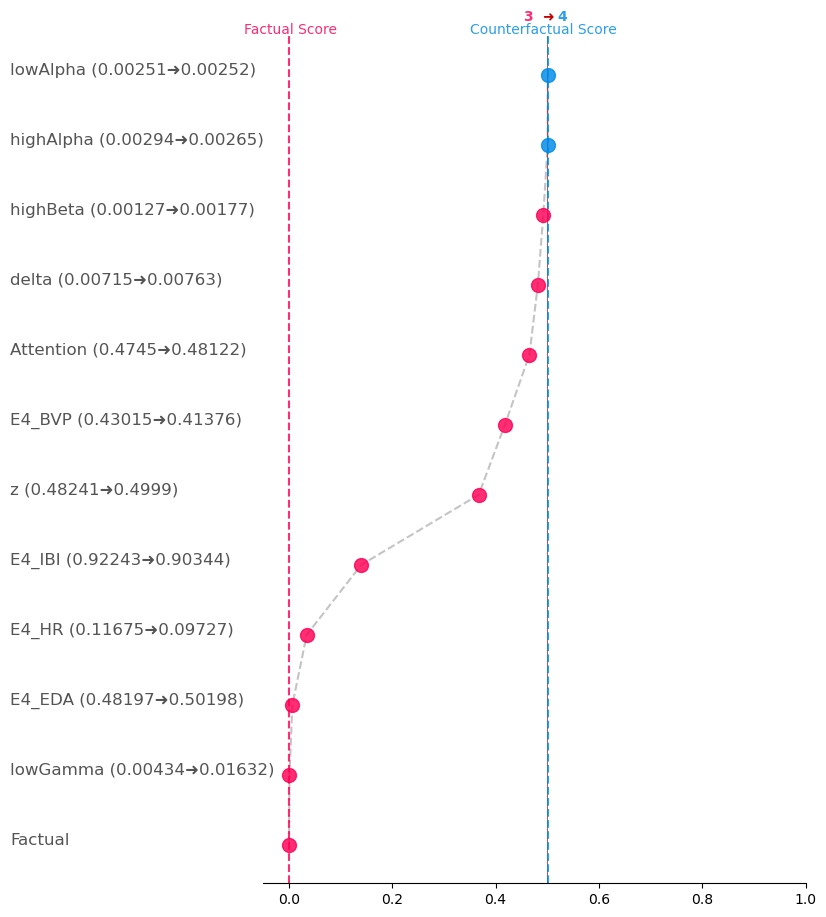 3 ➜ 4
Factual Score Counterfactual Score
lowAlpha (0.00251➜0.00252)
highAlpha (0.00294➜0.00265)
highBeta (0.00127➜0.00177)
delta (0.00715➜0.00763)
Attention (0.4745➜0.48122)
E4_BVP (0.43015➜0.41376)
z (0.48241➜0.4999)
E4_IBI (0.92243➜0.90344)
E4_HR (0.11675➜0.09727)
E4_EDA (0.48197➜0.50198)
lowGamma (0.00434➜0.01632)
Factual
0.0 0.2 0.4 0.6 0.8 1.0